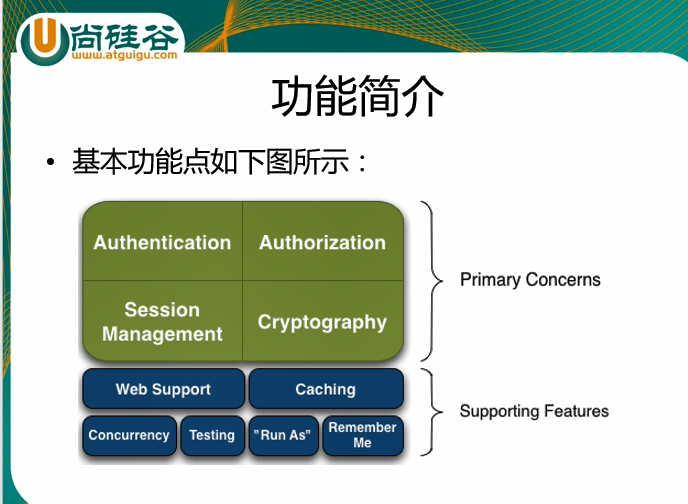 尚硅谷
www.atguigu.com
功能简介
• 基本功能点如下图所示：
Authentication
Authorization
Session
Management
Cryptography
Primary Concerns
Web Support
Caching
Concurrency
Testing
"Run As"
Remember
Me
Supporting Features